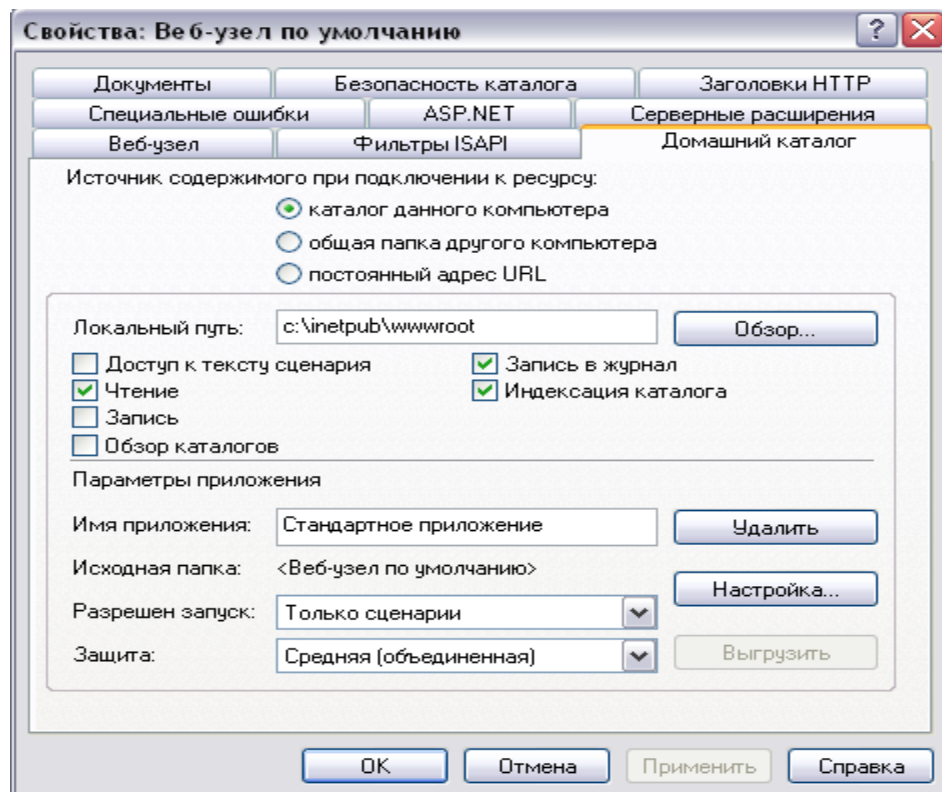 Свойства: Веб-узел по умолчанию
Документы Безопасность каталога Заголовки HTTP
Специальные ошибки ASP.NET Серверные расширения
Веб-узел Фильтры ISAPI Домашний каталог
Источник содержимого при подключении к ресурсу:
каталог данного компьютера
общая папка другого компьютера
постоянный адрес URL
Локальный путь: c:\inetpub\wwwroot Обзор...
Доступ к тексту сценария Запись в журнал
Чтение Индексация каталога
Запись
Обзор каталогов
Параметры приложения
Имя приложения: Стандартное приложение Удалить
Исходная папка: <Веб-узел по умолчанию>
Настройка...
Разрешен запуск: Только сценарии
Защита: Средняя (объединенная) Выгрузить
OK Отмена Применить Справка